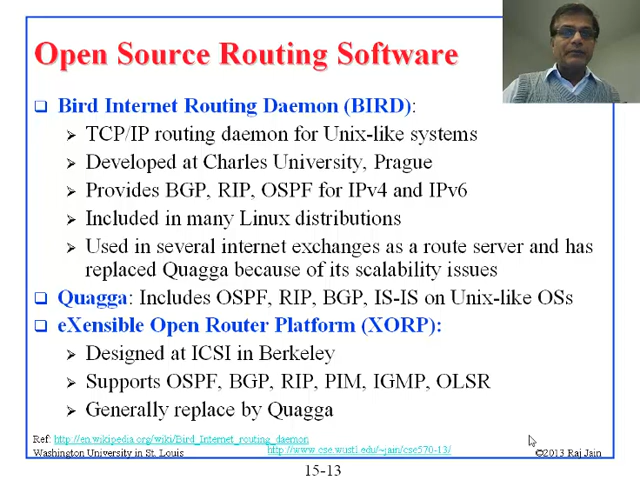 Open Source Routing Software
Bird Internet Routing Daemon (BIRD):
TCP/IP routing daemon for Unix-like systems
Developed at Charles University, Prague
Provides BGP, RIP, OSPF for IPv4 and IPv6
Included in many Linux distributions
Used in several internet exchanges as a route server and has
replaced Quagga because of its scalability issues
Quagga: Includes OSPF, RIP, BGP, IS-IS on Unix-like OSs
eXensible Open Router Platform (XORP):
Designed at ICSI in Berkeley
Supports OSPF, BGP, RIP, PIM, IGMP, OLSR
Generally replace by Quagga
Ref: http://en.wikipedia.org/wiki/Bird_Internet_routing_daemon
Washington University in St. Louis
http://www.cse.wustl.edu/~jain/cse570-13/
©2013 Raj Jain
15-13